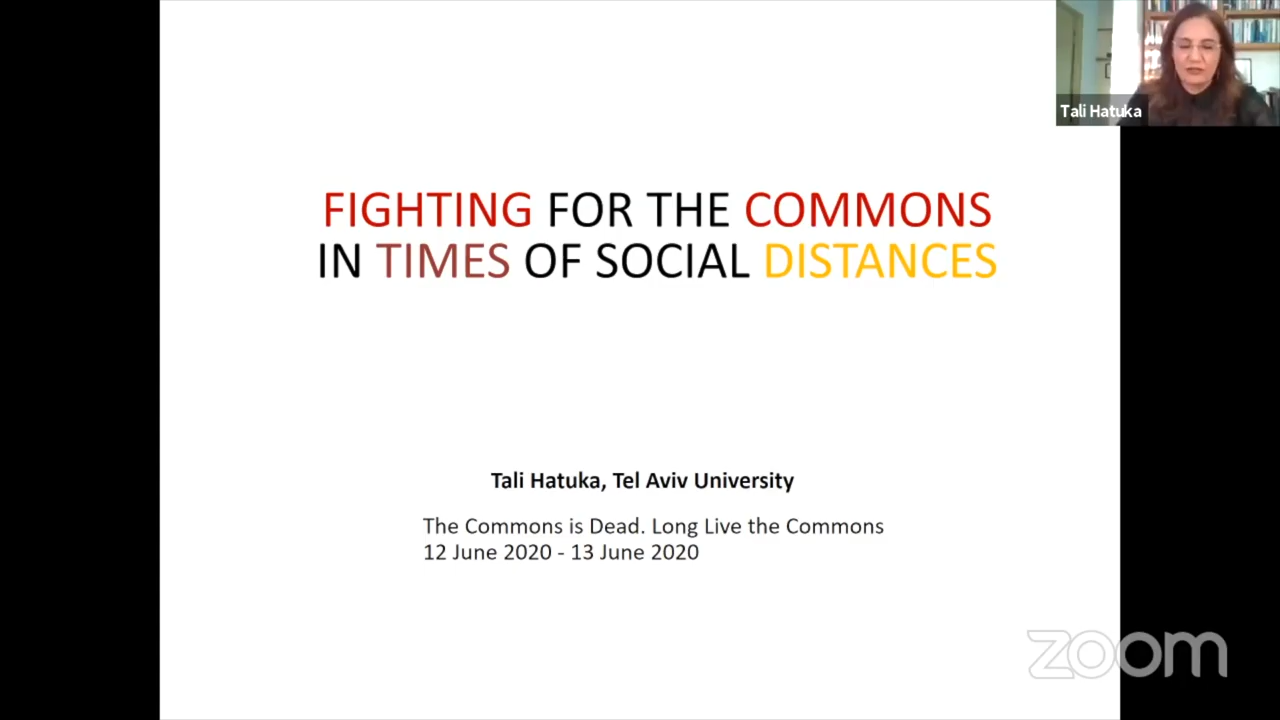 Tali Hatuka
FIGHTING FOR THE COMMONS
IN TIMES OF SOCIAL DISTANCES
Tali Hatuka, Tel Aviv University
The Commons is Dead. Long Live the Commons
12 June 2020 - 13 June 2020
zoom